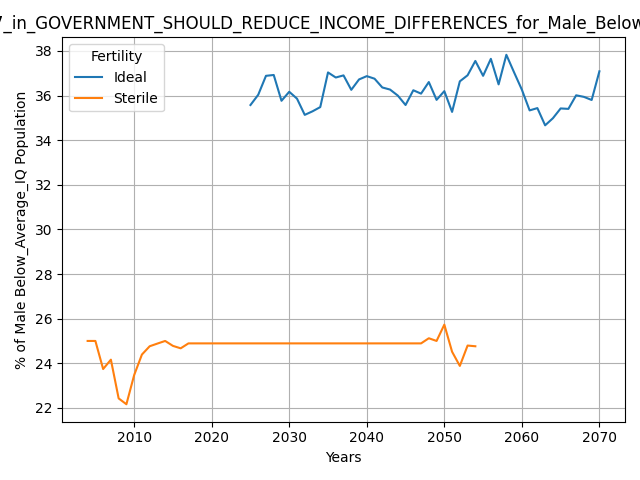 _in_GOVERNMENT_SHOULD_REDUCE_INCOME_DIFFERENCES_for_Male_Below
Fertility
Ideal
Sterile
% of Male Below_Average_IQ Population
38
36
34
32
30
28
26
24
22
2010 2020 2030 2040 2050 2060 2070
Years